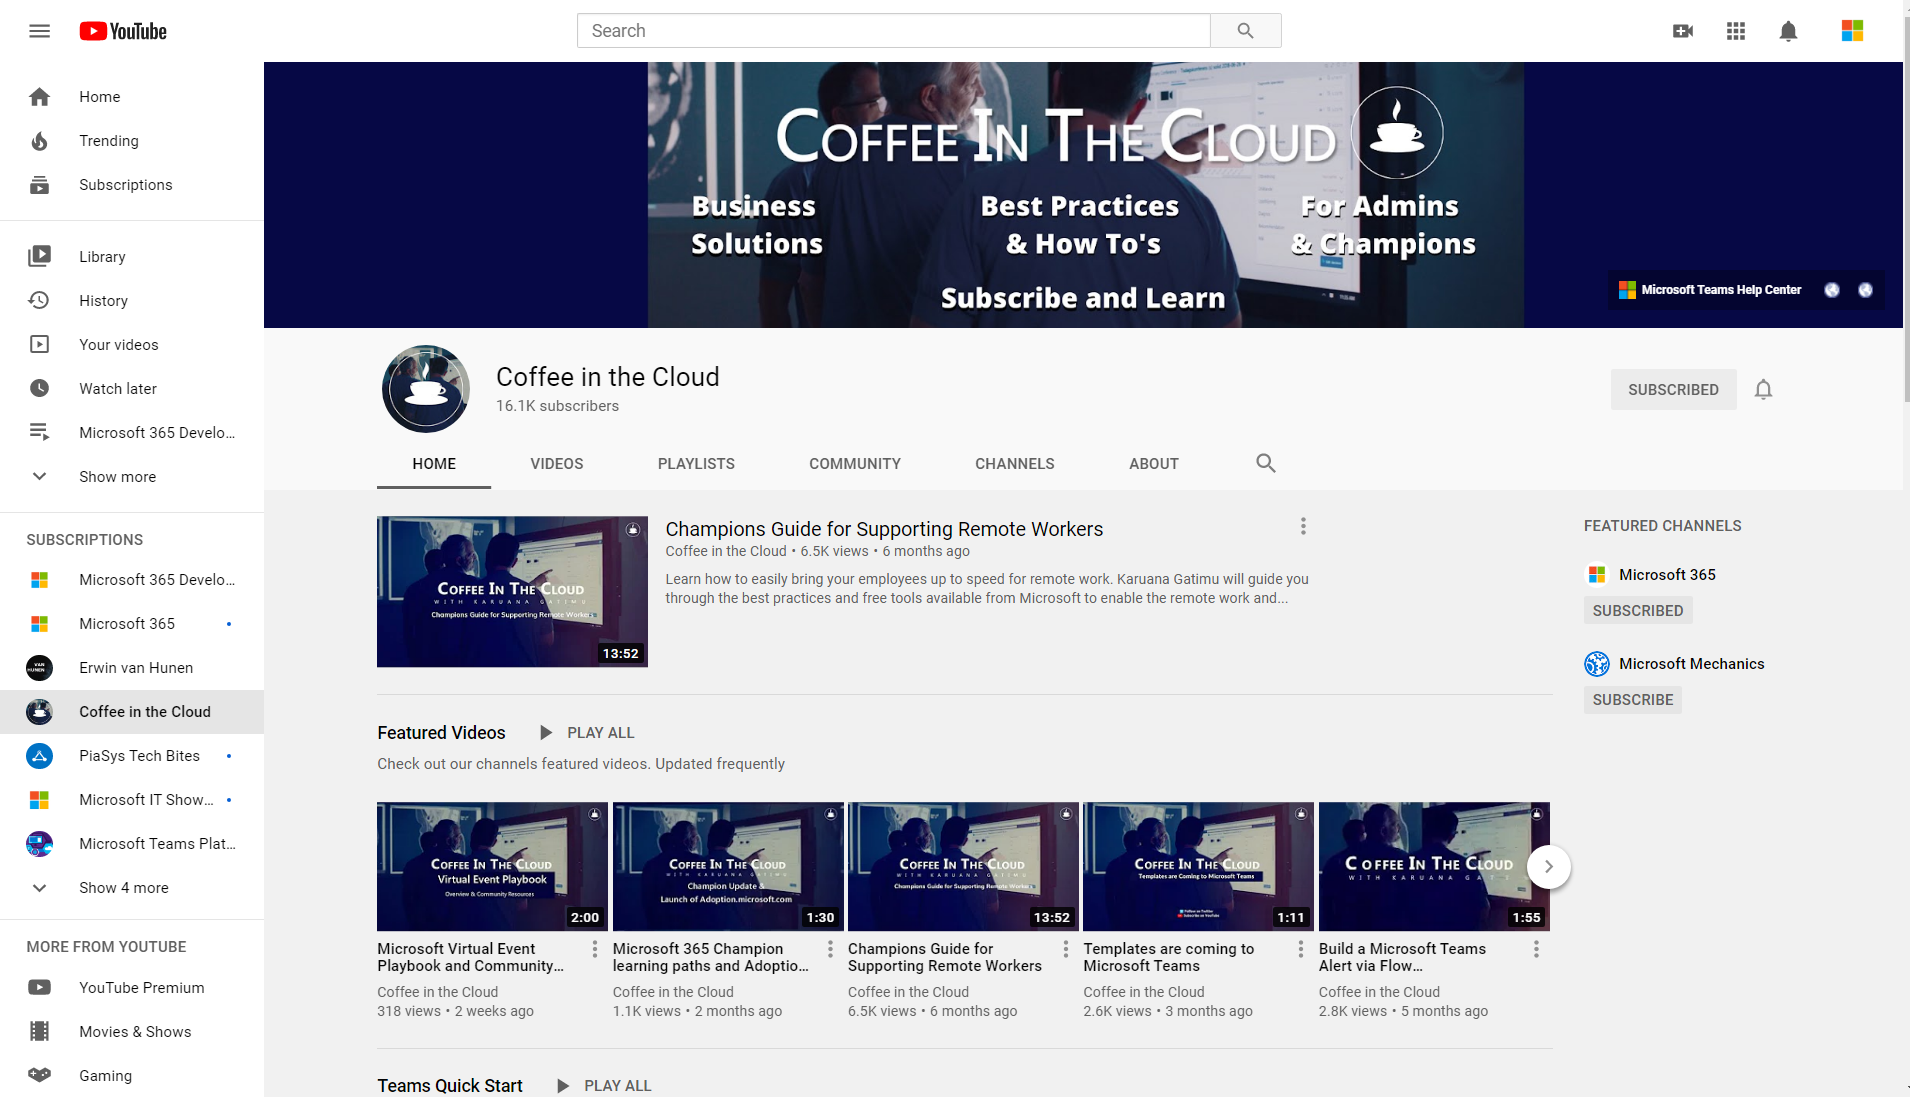 YouTube
Search
Home
Trending
Subscriptions
Library
History
Your videos
Watch later
Microsoft 365 Develo...
Show more
SUBSCRIPTIONS
Microsoft 365 Develo...
Microsoft 365
Erwin van Hunen
Coffee in the Cloud
PiaSys Tech Bites
Microsoft IT Show...
Microsoft Teams Plat...
Show 4 more
MORE FROM YOUTUBE
YouTube Premium
Movies & Shows
Gaming
COFFEE IN THE CLOUD
Business
Solutions
Best Practices
& How To's
For Admins
& Champions
Subscribe and Learn
Microsoft Teams Help Center
Coffee in the Cloud
16.1K subscribers
SUBSCRIBED
HOME
VIDEOS
PLAYLISTS
COMMUNITY
CHANNELS
ABOUT
COFFEE IN THE CLOUD
WITH KARUANA GATIMU
Champions Guide for Supporting Remote Workers
13:52
Champions Guide for Supporting Remote Workers
Coffee in the Cloud • 6.5K views • 6 months ago
Learn how to easily bring your employees up to speed for remote work. Karuana Gatimu will guide you
through the best practices and free tools available from Microsoft to enable the remote work and...
FEATURED CHANNELS
Microsoft 365
SUBSCRIBED
Microsoft Mechanics
SUBSCRIBE
Featured Videos
PLAY ALL
Check out our channels featured videos. Updated frequently
COFFEE IN THE CLOUD
Virtual Event Playbook
Overview & Community Resources
2:00
Microsoft Virtual Event
Playbook and Community...
Coffee in the Cloud
318 views • 2 weeks ago
COFFEE IN THE CLOUD
WITH KARUANA GATIMU
Champion Update &
Launch of Adoption.microsoft.com
1:30
Microsoft 365 Champion
learning paths and Adoptio...
Coffee in the Cloud
1.1K views • 2 months ago
COFFEE IN THE CLOUD
WITH KARUANA GATIMU
Champions Guide for Supporting Remote Workers
13:52
Champions Guide for
Supporting Remote Workers
Coffee in the Cloud
6.5K views • 6 months ago
COFFEE IN THE CLOUD
Templates are Coming to Microsoft Teams
Follow on Twitter
Subscribe on YouTube
1:11
Templates are coming to
Microsoft Teams
Coffee in the Cloud
2.6K views • 3 months ago
COFFEE IN THE CLOUD
WITH KARUANA
1:55
Build a Microsoft Teams
Alert via Flow...
Coffee in the Cloud
2.8K views • 5 months ago
Teams Quick Start
PLAY ALL